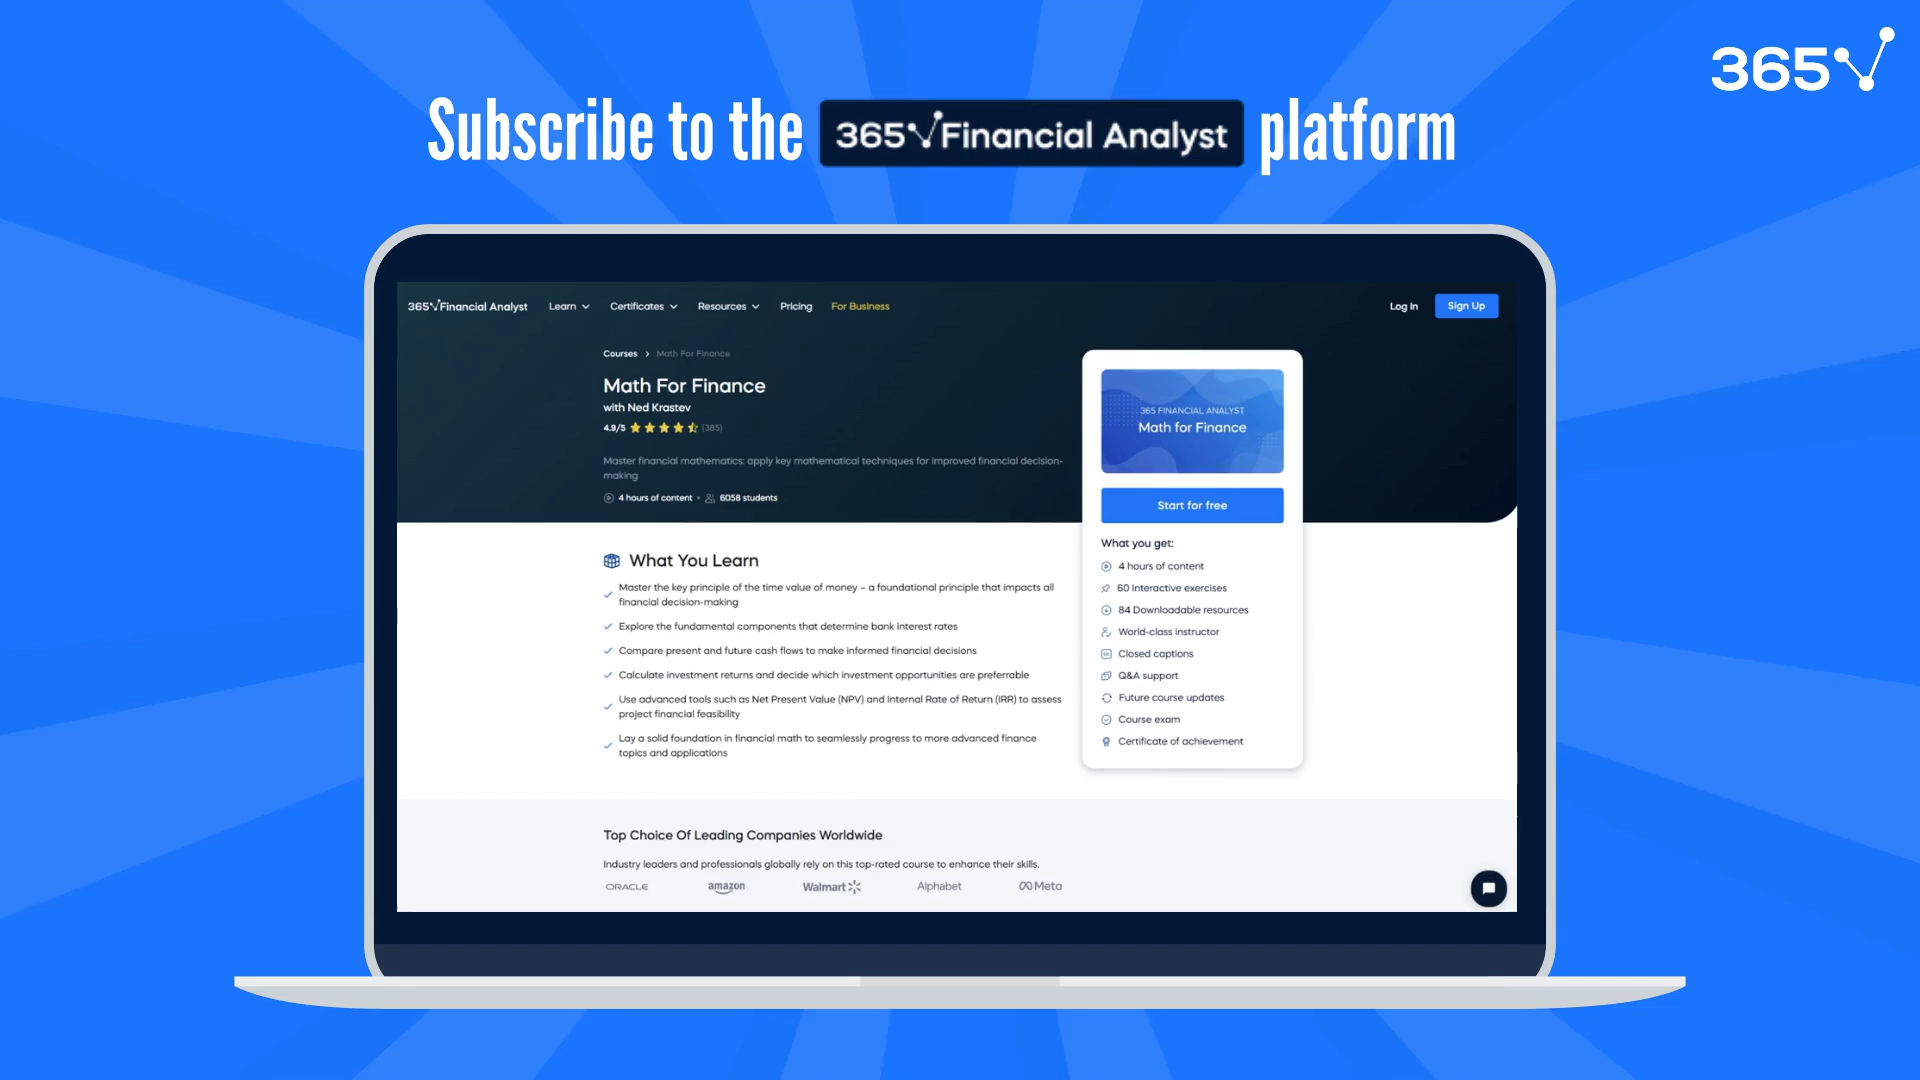 365
Subscribe to the 365 Financial Analyst platform
365 Financial Analyst Learn Certificates Resources Pricing For Business Log In Sign Up
Courses > Math For Finance
Math For Finance
with Ned Krastev
4.9/5 (385)
Master financial mathematics: apply key mathematical techniques for improved financial decision-
making
4 hours of content • 6058 students
365 FINANCIAL ANALYST
Math for Finance
Start for free
What you get:
4 hours of content
60 Interactive exercises
84 Downloadable resources
World-class instructor
Closed captions
Q&A support
Future course updates
Course exam
Certificate of achievement
What You Learn
Master the key principle of the time value of money – a foundational principle that impacts all
financial decision-making
Explore the fundamental components that determine bank interest rates
Compare present and future cash flows to make informed financial decisions
Calculate investment returns and decide which investment opportunities are preferrable
Use advanced tools such as Net Present Value (NPV) and Internal Rate of Return (IRR) to assess
project financial feasibility
Lay a solid foundation in financial math to seamlessly progress to more advanced finance
topics and applications
Top Choice Of Leading Companies Worldwide
Industry leaders and professionals globally rely on this top-rated course to enhance their skills.
ORACLE amazon Walmart Alphabet Meta